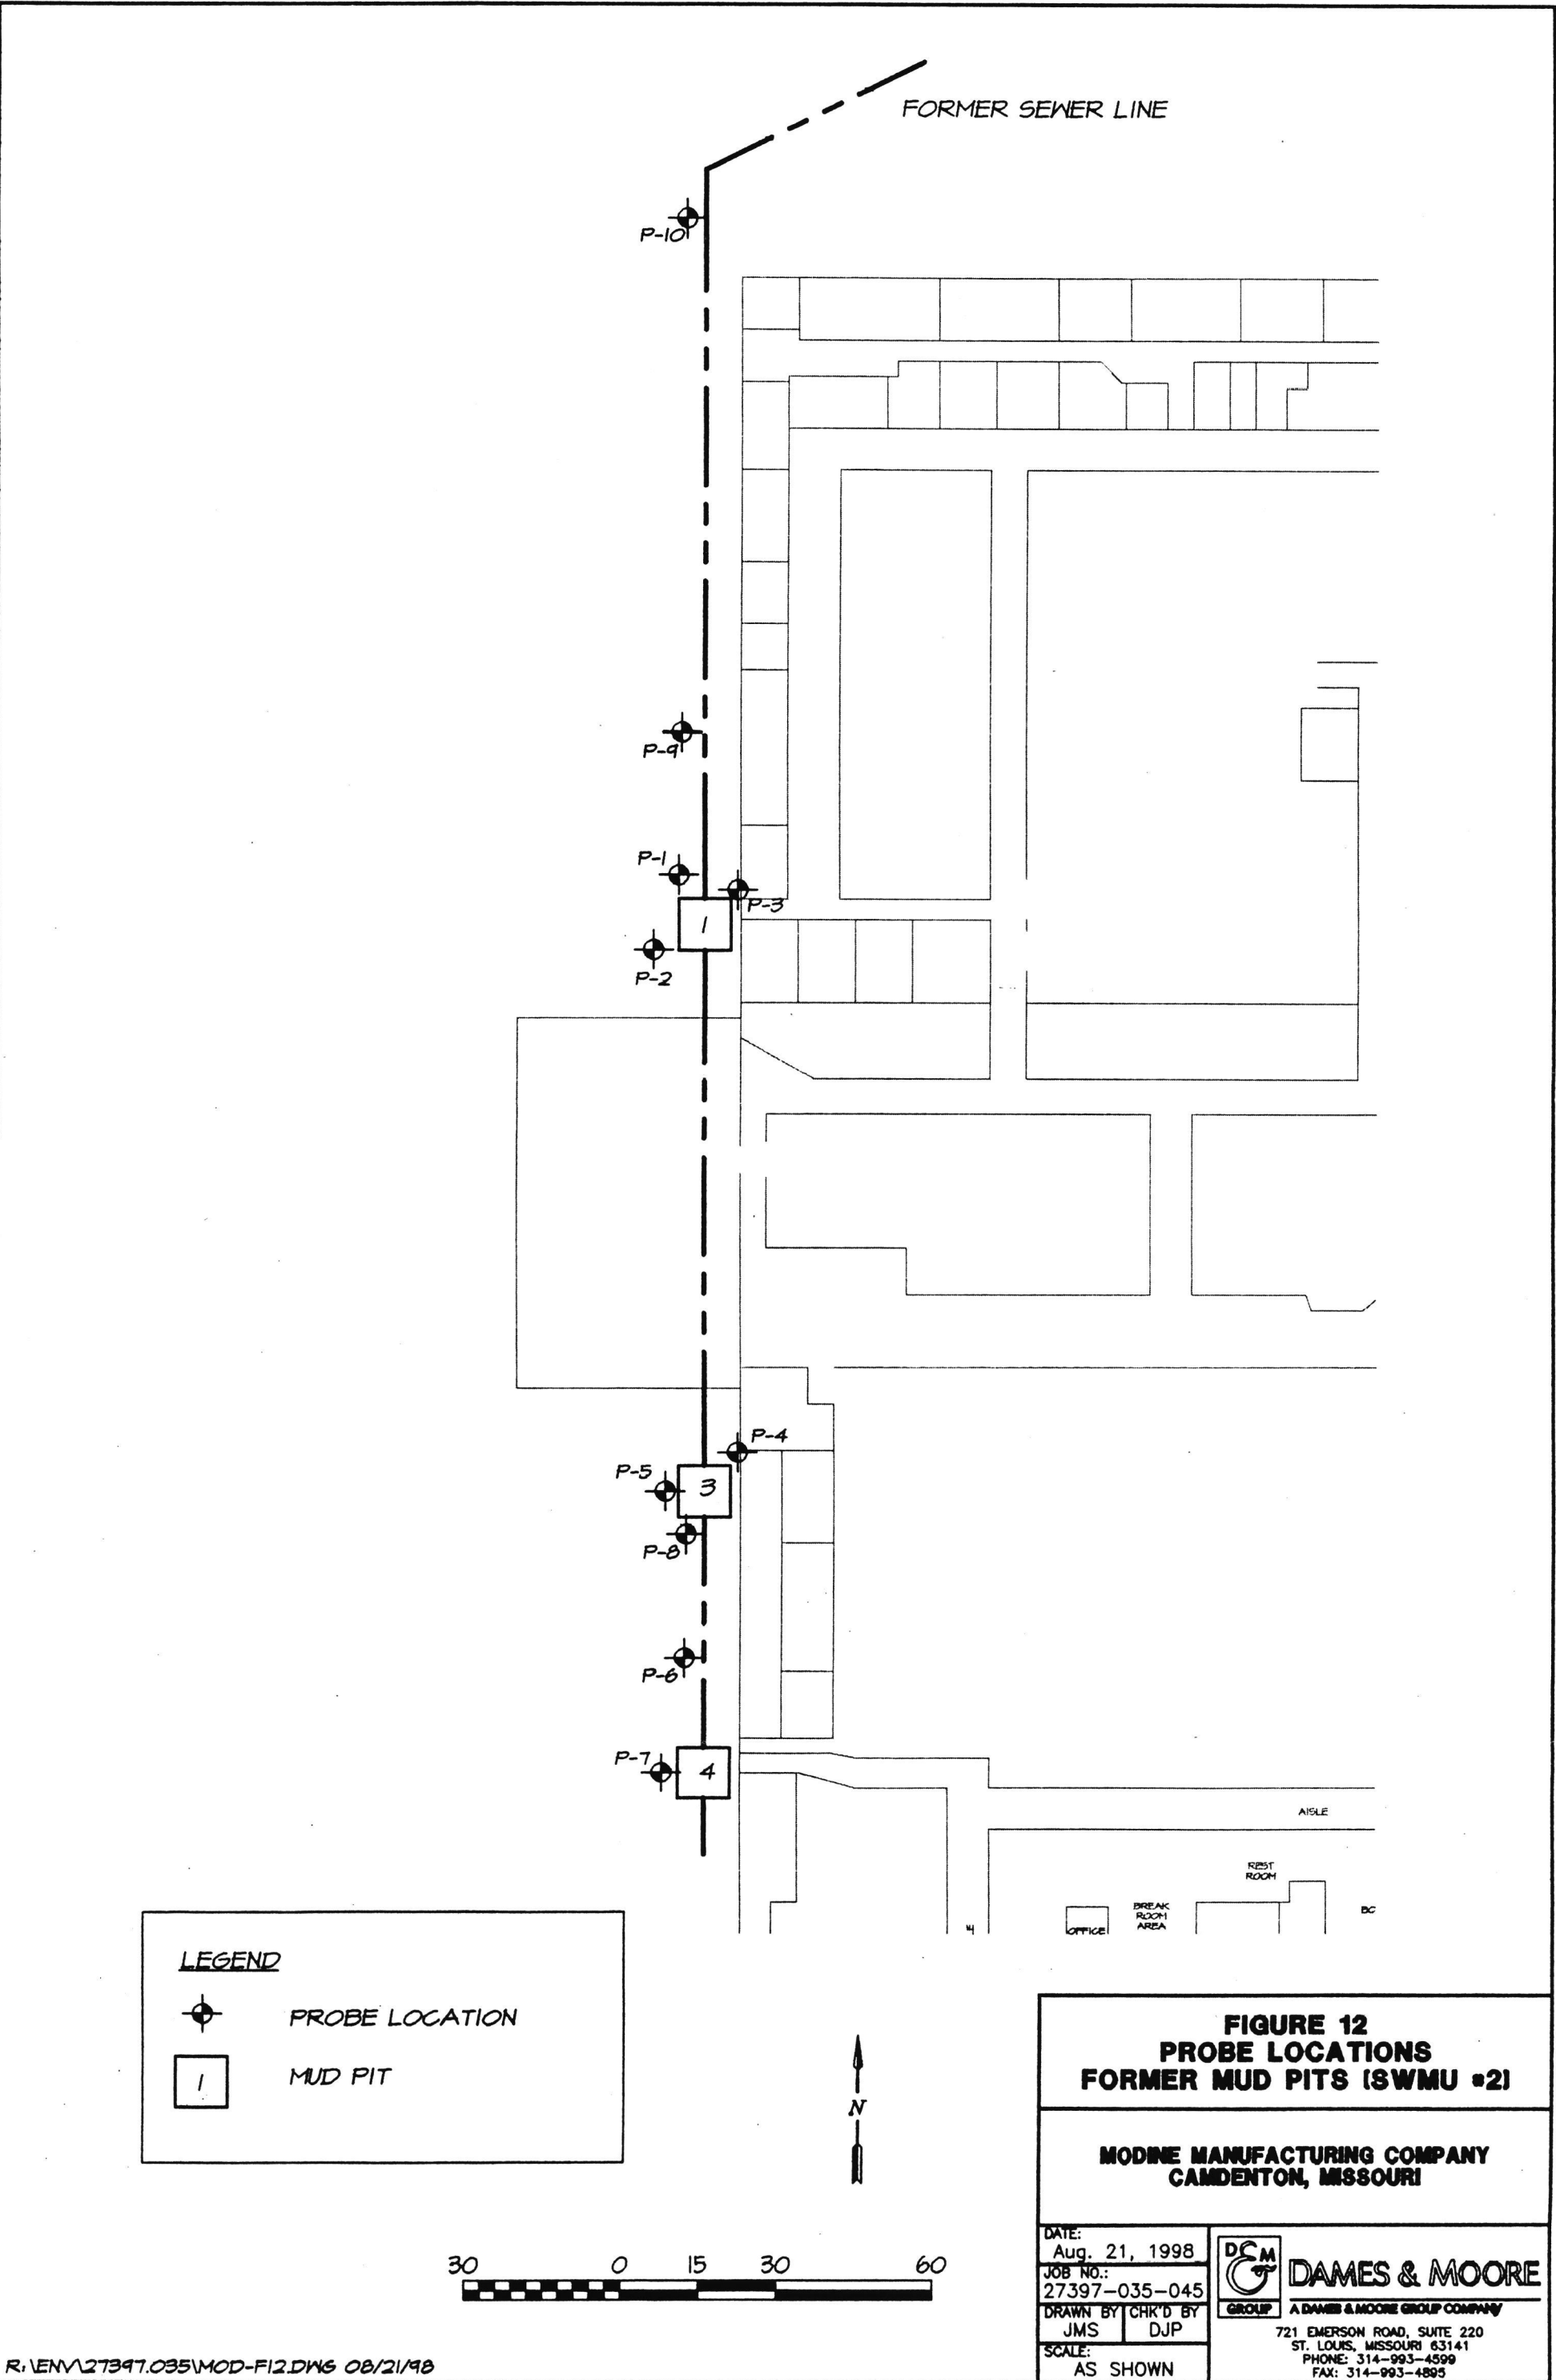 FORMER SEWER LINE
P-10
P-9
P-1
P-3
1
P-2
P-4
P-5
3
P-8
P-6
P-7
4
AISLE
REST
ROOM
BREAK
ROOM
AREA
OFFICE
BC
LEGEND
PROBE LOCATION
1
MUD PIT
N
30 0 15 30 60
FIGURE 12
PROBE LOCATIONS
FORMER MUD PITS (SWMU #2)
MODINE MANUFACTURING COMPANY
CAMDENTON, MISSOURI
DATE:
Aug. 21, 1998
JOB NO.:
27397-035-045
DRAWN BY
JMS
CHK'D BY
DJP
SCALE:
AS SHOWN
GROUP
DAMES & MOORE
A DAMES & MOORE GROUP COMPANY
721 EMERSON ROAD, SUITE 220
ST. LOUIS, MISSOURI 63141
PHONE: 314-993-4599
FAX: 314-993-4895
R:\ENV\27397.035\MOD-F12.DWG 08/21/98